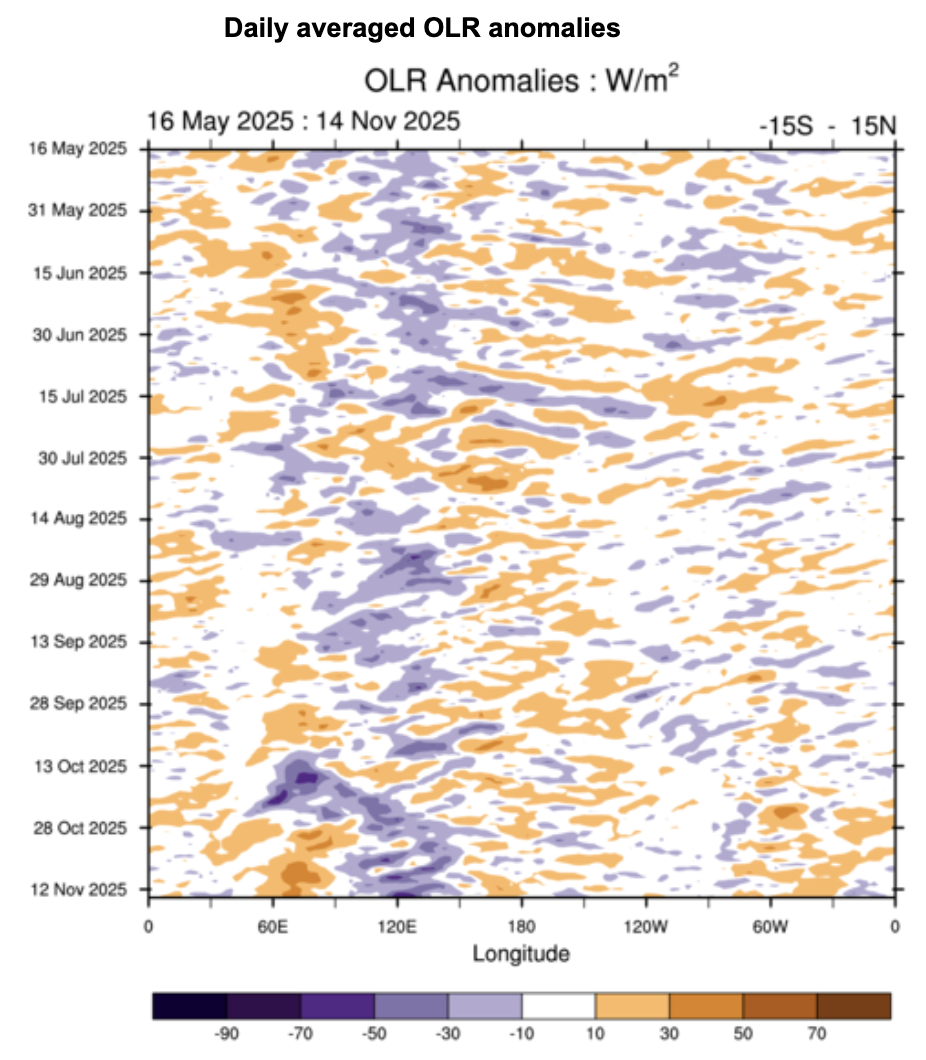 Daily averaged OLR anomalies
OLR Anomalies : W/m²
16 May 2025 : 14 Nov 2025
-15S - 15N
16 May 2025
31 May 2025
15 Jun 2025
30 Jun 2025
15 Jul 2025
30 Jul 2025
14 Aug 2025
29 Aug 2025
13 Sep 2025
28 Sep 2025
13 Oct 2025
28 Oct 2025
12 Nov 2025
0 60E 120E 180 120W 60W 0
Longitude
-90 -70 -50 -30 -10 10 30 50 70